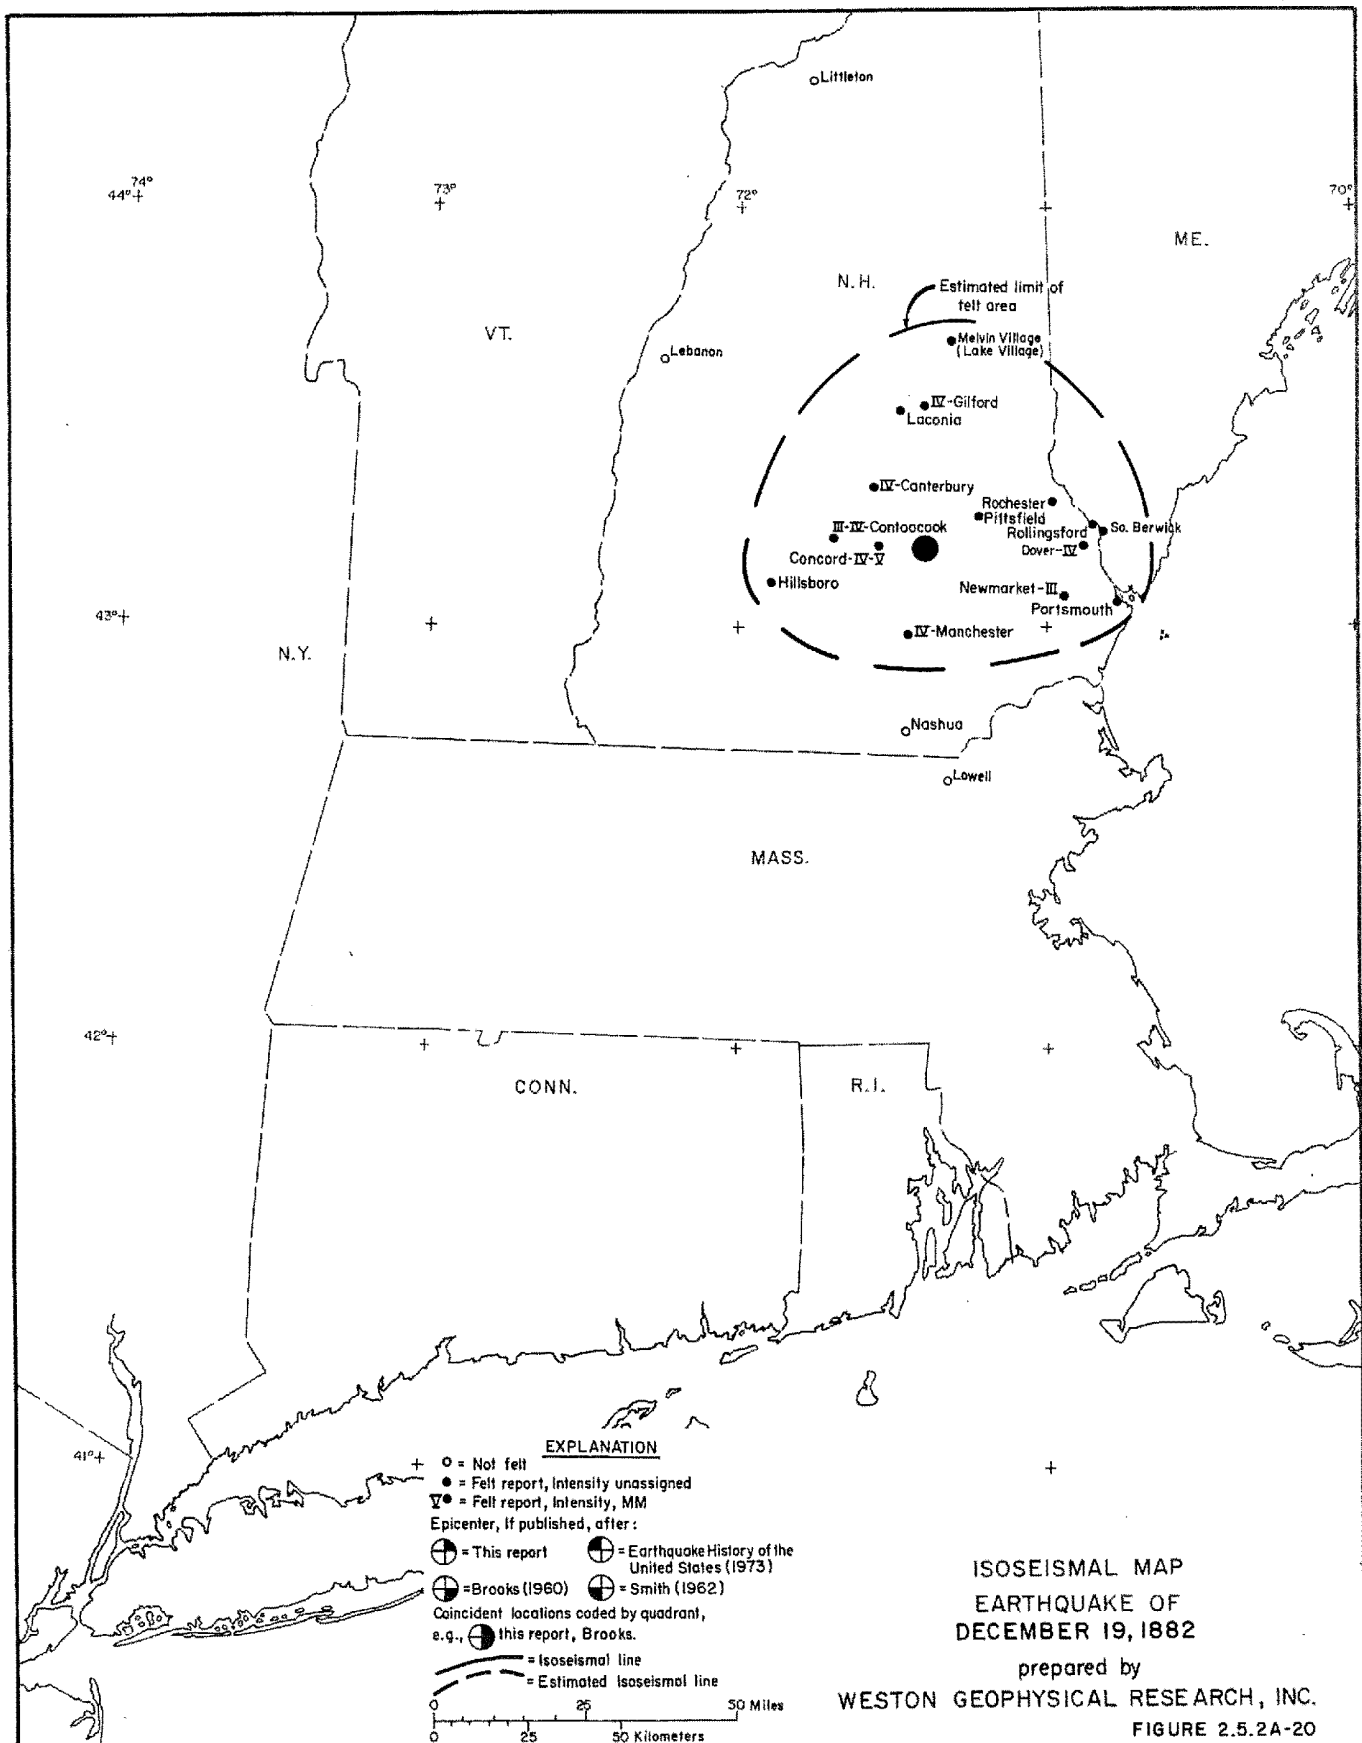 Littleton
44° 74°
73°
72°
70°
ME.
N.H.
Estimated limit of
felt area
VT.
Melvin Village
(Lake Village)
Lebanon
IV-Gilford
Laconia
IV-Canterbury
Rochester
Pittsfield
III-IV-Contoocook
Rollingsford
So. Berwick
Concord-IV-V
Dover-IV
Hillsboro
Newmarket-III
Portsmouth
43°
IV-Manchester
N.Y.
Nashua
Lowell
MASS.
42°
CONN.
R.I.
41°
EXPLANATION
= Not felt
= Felt report, Intensity unassigned
V = Felt report, Intensity, MM
Epicenter, If published, after:
= This report
= Earthquake History of the
United States (1973)
= Brooks (1960)
= Smith (1962)
Coincident locations coded by quadrant,
e.g., this report, Brooks.
= Isoseismal line
= Estimated Isoseismal line
0 25 50 Miles
0 25 50 Kilometers
ISOSEISMAL MAP
EARTHQUAKE OF
DECEMBER 19, 1882
prepared by
WESTON GEOPHYSICAL RESEARCH, INC.
FIGURE 2.5.2A-20